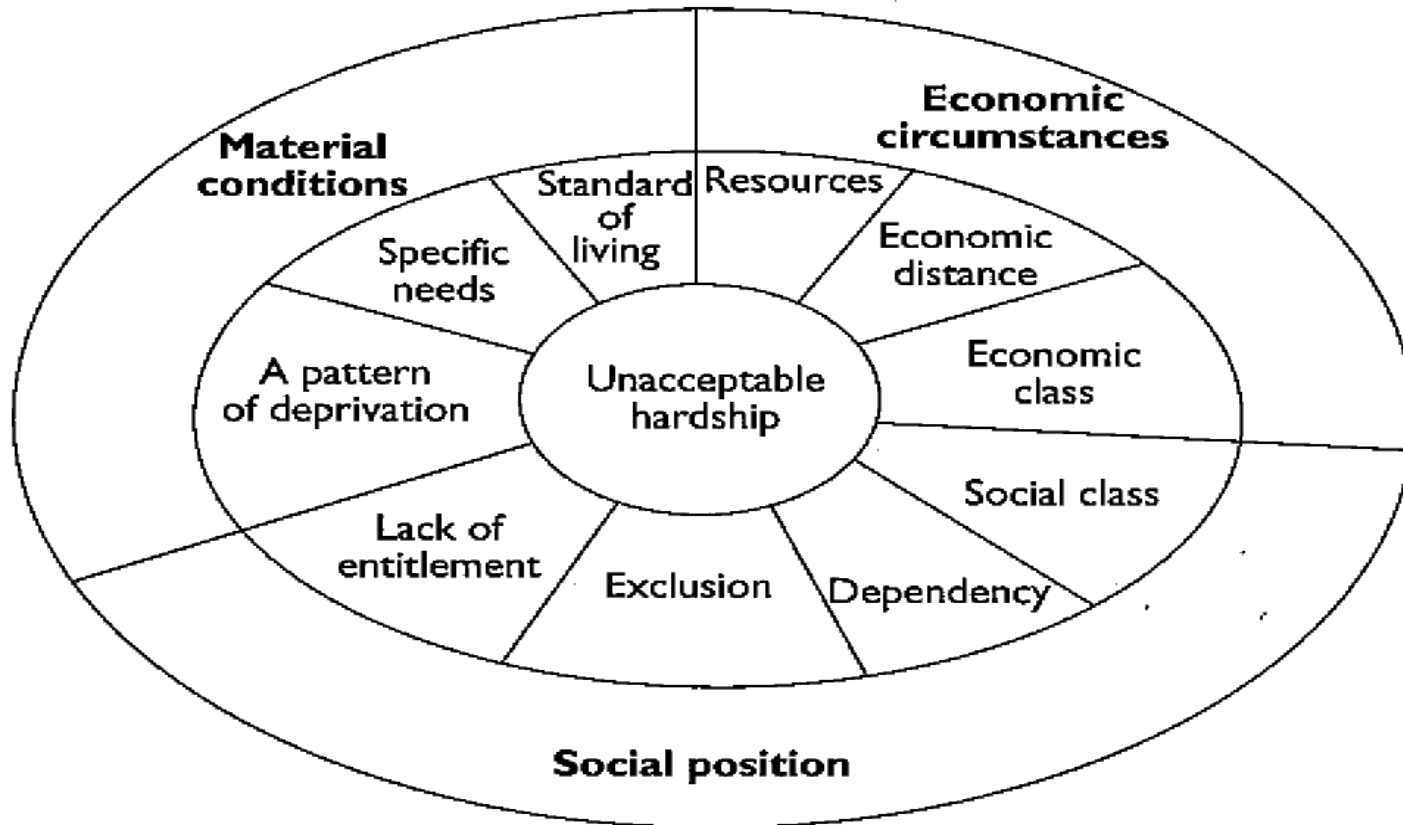 Economic
circumstances
Material
conditions
Standard
of
living
Resources
Specific
needs
Economic
distance
A pattern
of deprivation
Unacceptable
hardship
Economic
class
Social class
Lack of
entitlement
Exclusion
Dependency
Social position